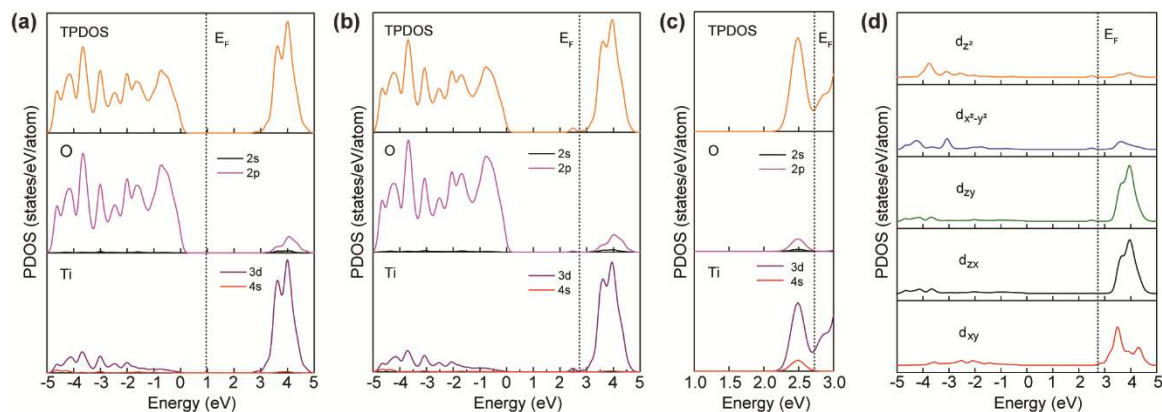 (a)
TPDOS
E_F
O
2s
2p
Ti
3d
4s
PDOS (states/eV/atom)
-5 -4 -3 -2 -1 0 1 2 3 4 5
Energy (eV)
(b)
TPDOS
E_F
O
2s
2p
Ti
3d
4s
PDOS (states/eV/atom)
-5 -4 -3 -2 -1 0 1 2 3 4 5
Energy (eV)
(c)
TPDOS
E_F
O
2s
2p
Ti
3d
4s
PDOS (states/eV/atom)
1.0 1.5 2.0 2.5 3.0
Energy (eV)
(d)
E_F
d_z²
d_x²-y²
d_zy
d_zx
d_xy
PDOS (states/eV/atom)
-5 -4 -3 -2 -1 0 1 2 3 4 5
Energy (eV)